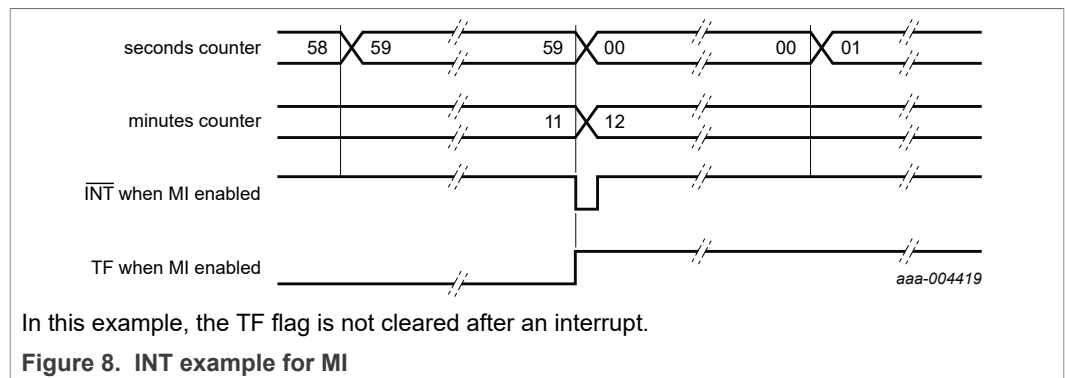 seconds counter 58 59 59 00 00 01
minutes counter 11 12
INT when MI enabled
TF when MI enabled
aaa-004419
In this example, the TF flag is not cleared after an interrupt.
Figure 8. INT example for MI